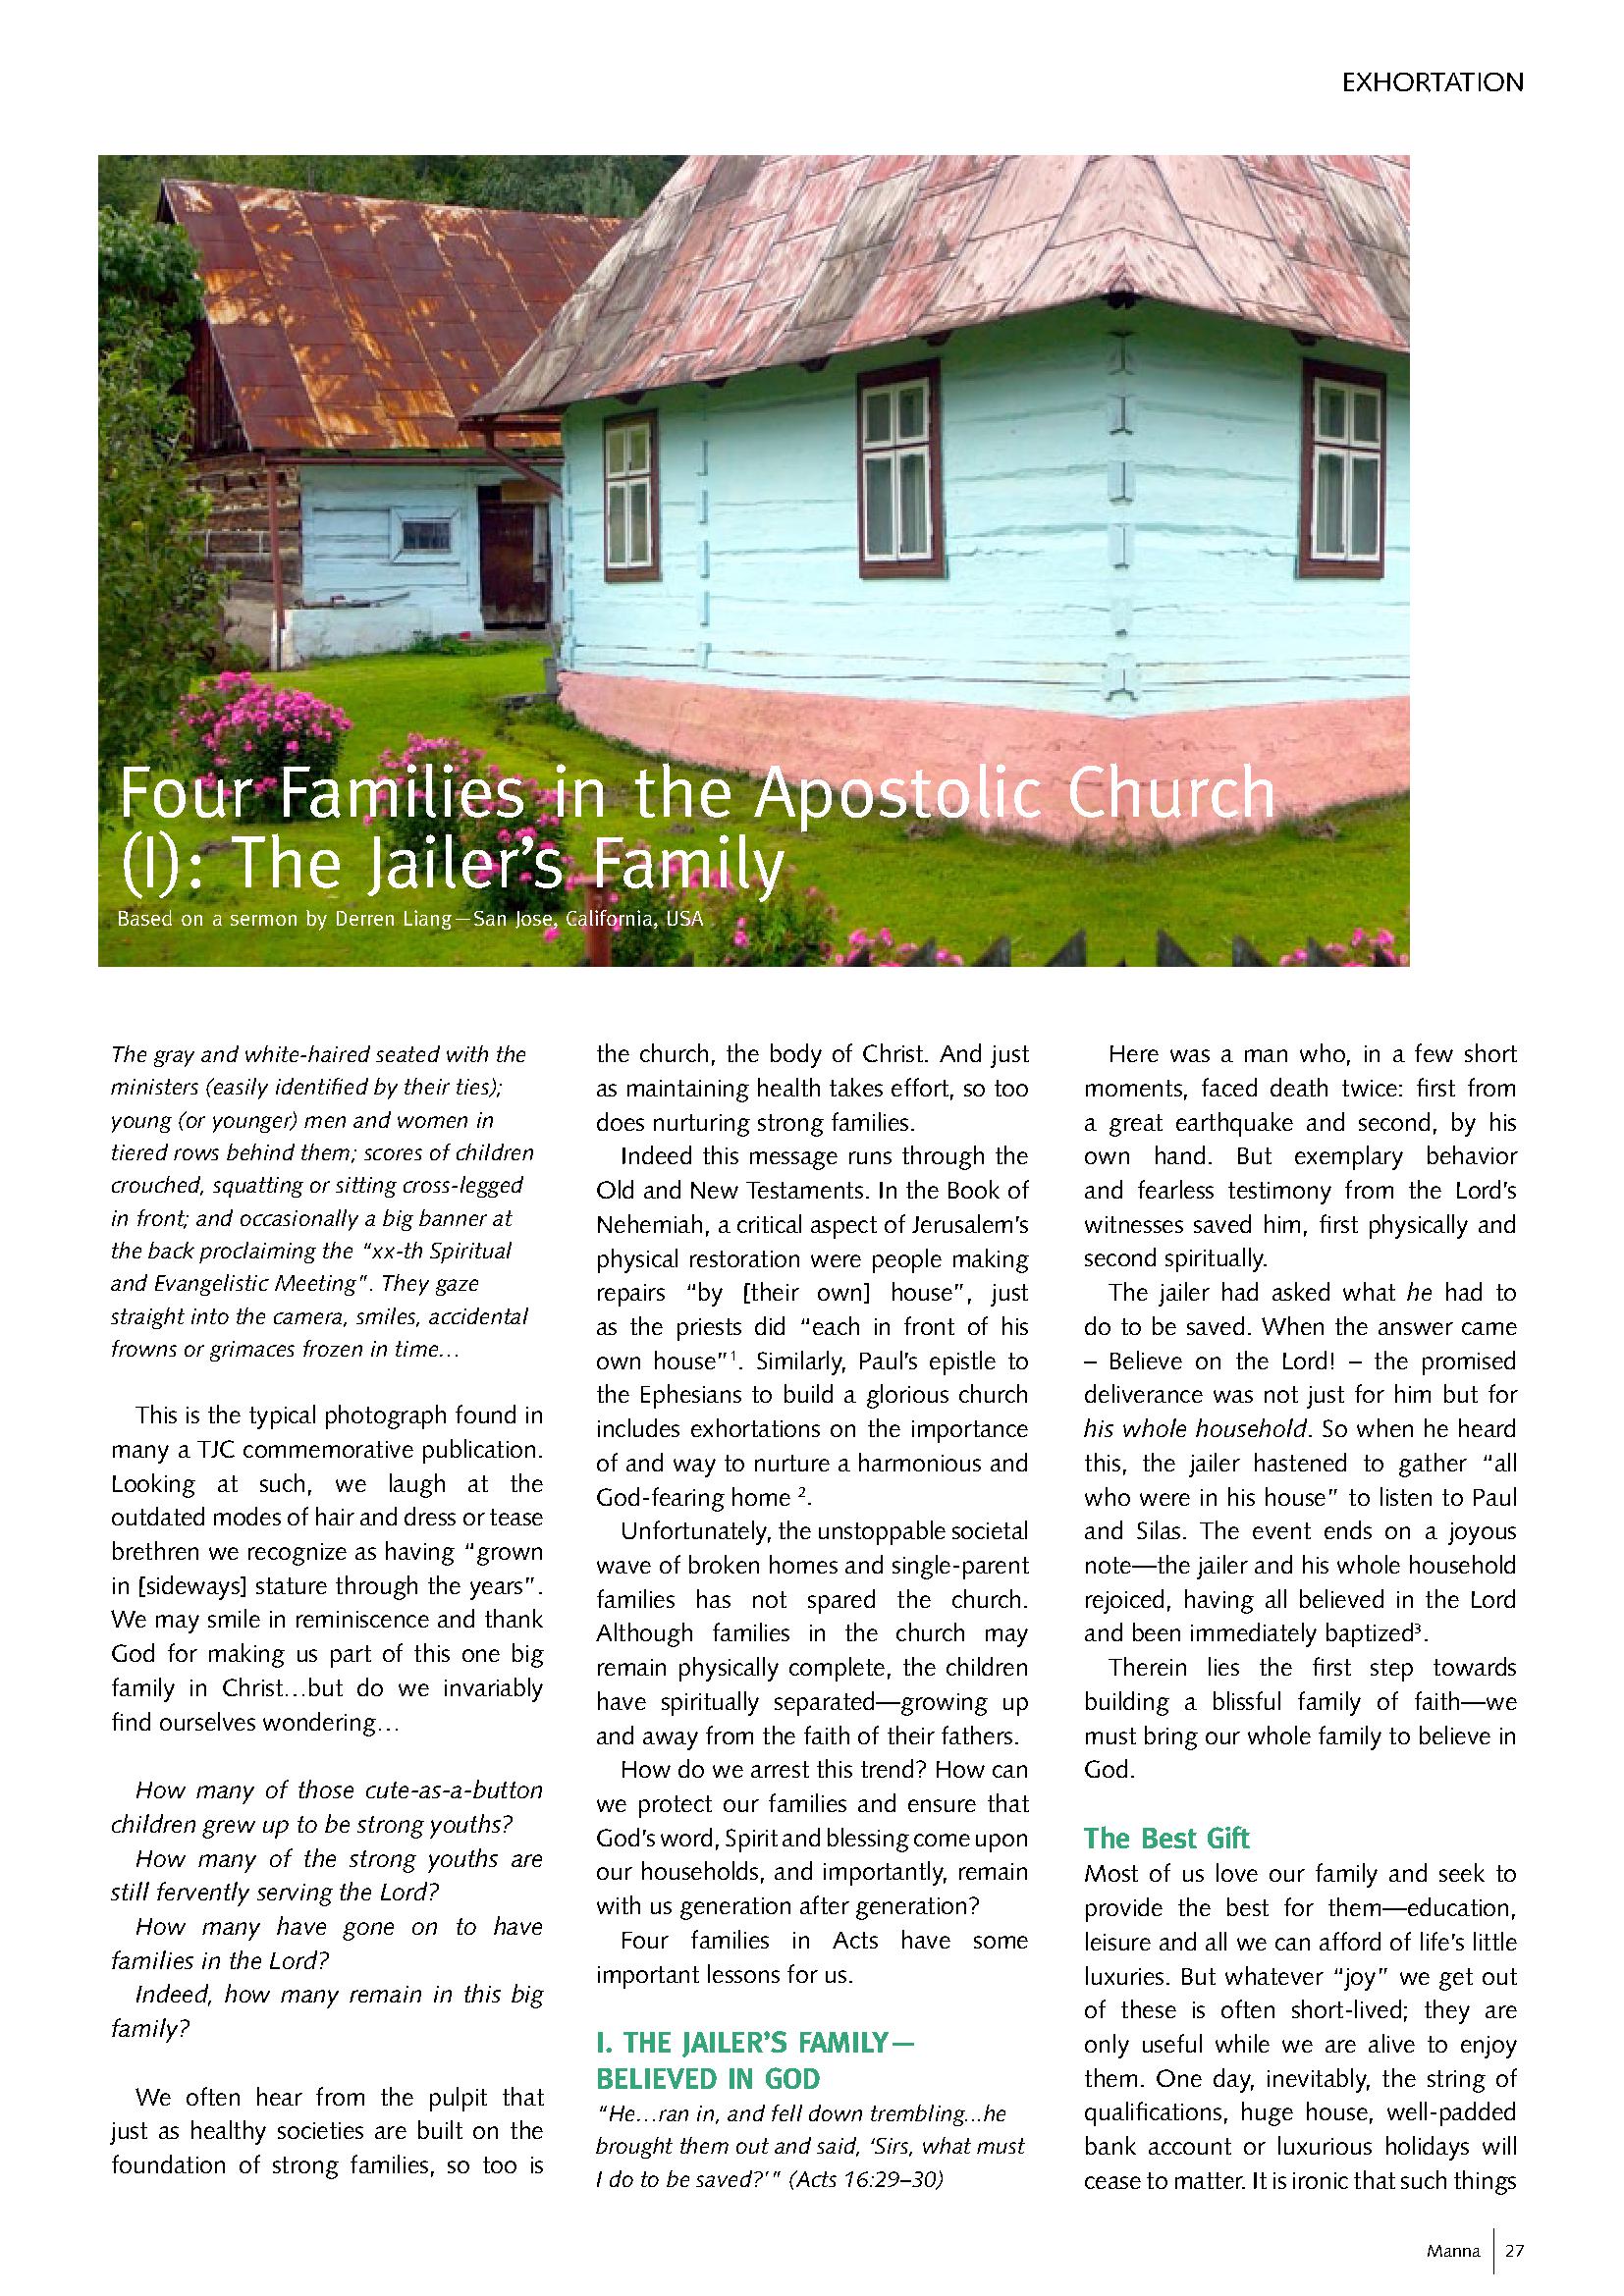 EXHORTATION
Four Families in the Apostolic Church
(I): The Jailer's Family
Based on a sermon by Derren Liang—San Jose, California, USA
The gray and white-haired seated with the
ministers (easily identified by their ties);
young (or younger) men and women in
tiered rows behind them; scores of children
crouched, squatting or sitting cross-legged
in front; and occasionally a big banner at
the back proclaiming the “xx-th Spiritual
and Evangelistic Meeting”. They gaze
straight into the camera, smiles, accidental
frowns or grimaces frozen in time…
This is the typical photograph found in
many a TJC commemorative publication.
Looking at such, we laugh at the
outdated modes of hair and dress or tease
brethren we recognize as having “grown
in [sideways] stature through the years”.
We may smile in reminiscence and thank
God for making us part of this one big
family in Christ…but do we invariably
find ourselves wondering…
How many of those cute-as-a-button
children grew up to be strong youths?
How many of the strong youths are
still fervently serving the Lord?
How many have gone on to have
families in the Lord?
Indeed, how many remain in this big
family?
We often hear from the pulpit that
just as healthy societies are built on the
foundation of strong families, so too is
the church, the body of Christ. And just
as maintaining health takes effort, so too
does nurturing strong families.
Indeed this message runs through the
Old and New Testaments. In the Book of
Nehemiah, a critical aspect of Jerusalem's
physical restoration were people making
repairs “by [their own] house”, just
as the priests did “each in front of his
own house”¹. Similarly, Paul's epistle to
the Ephesians to build a glorious church
includes exhortations on the importance
of and way to nurture a harmonious and
God-fearing home ².
Unfortunately, the unstoppable societal
wave of broken homes and single-parent
families has not spared the church.
Although families in the church may
remain physically complete, the children
have spiritually separated—growing up
and away from the faith of their fathers.
How do we arrest this trend? How can
we protect our families and ensure that
God's word, Spirit and blessing come upon
our households, and importantly, remain
with us generation after generation?
Four families in Acts have some
important lessons for us.
I. THE JAILER'S FAMILY—
BELIEVED IN GOD
“He…ran in, and fell down trembling...he
brought them out and said, ‘Sirs, what must
I do to be saved?’” (Acts 16:29–30)
Here was a man who, in a few short
moments, faced death twice: first from
a great earthquake and second, by his
own hand. But exemplary behavior
and fearless testimony from the Lord's
witnesses saved him, first physically and
second spiritually.
The jailer had asked what he had to
do to be saved. When the answer came
– Believe on the Lord! – the promised
deliverance was not just for him but for
his whole household. So when he heard
this, the jailer hastened to gather “all
who were in his house” to listen to Paul
and Silas. The event ends on a joyous
note—the jailer and his whole household
rejoiced, having all believed in the Lord
and been immediately baptized³.
Therein lies the first step towards
building a blissful family of faith—we
must bring our whole family to believe in
God.
The Best Gift
Most of us love our family and seek to
provide the best for them—education,
leisure and all we can afford of life's little
luxuries. But whatever “joy” we get out
of these is often short-lived; they are
only useful while we are alive to enjoy
them. One day, inevitably, the string of
qualifications, huge house, well-padded
bank account or luxurious holidays will
cease to matter. It is ironic that such things
Manna 27